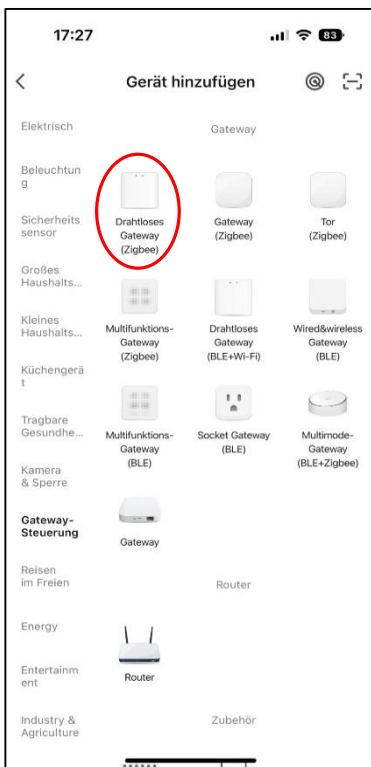 17:27
83
Gerät hinzufügen
Elektrisch
Beleuchtun
g
Sicherheits
sensor
Großes
Haushalts...
Kleines
Haushalts...
Küchengerä
t
Tragbare
Gesundhe...
Kamera
& Sperre
Gateway-
Steuerung
Reisen
im Freien
Energy
Entertainm
ent
Industry &
Agriculture
Gateway
Drahtloses
Gateway
(Zigbee)
Gateway
(Zigbee)
Tor
(Zigbee)
Multifunktions-
Gateway
(Zigbee)
Drahtloses
Gateway
(BLE+Wi-Fi)
Wired&wireless
Gateway
(BLE)
Multifunktions-
Gateway
(BLE)
Socket Gateway
(BLE)
Multimode-
Gateway
(BLE+Zigbee)
Gateway
Router
Router
Zubehör